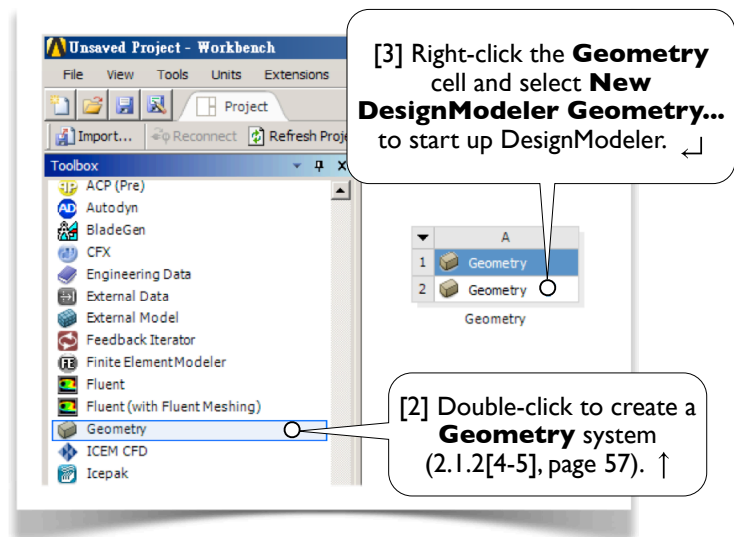 Unsaved Project - Workbench
File View Tools Units Extensions
Project
Import... Reconnect Refresh Proje
Toolbox
ACP (Pre)
Autodyn
BladeGen
CFX
Engineering Data
External Data
External Model
Feedback Iterator
Finite Element Modeler
Fluent
Fluent (with Fluent Meshing)
Geometry
ICEM CFD
Icepak
[3] Right-click the Geometry
cell and select New
DesignModeler Geometry...
to start up DesignModeler. ↵
A
1 Geometry
2 Geometry
Geometry
[2] Double-click to create a
Geometry system
(2.1.2[4-5], page 57). ↑